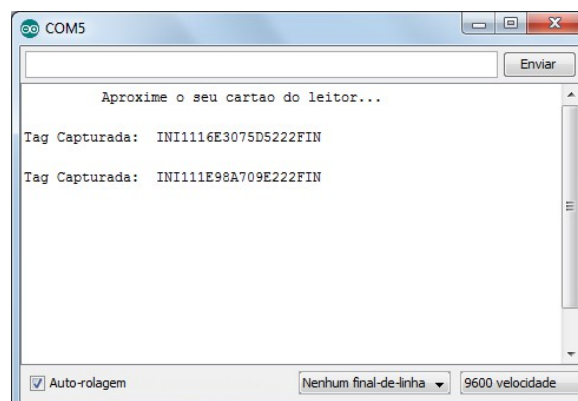 COM5
Enviar
Aproxime o seu cartao do leitor...
Tag Capturada: INI1116E3075D5222FIN
Tag Capturada: INI111E98A709E222FIN
Auto-rolagem
Nenhum final-de-linha
9600 velocidade